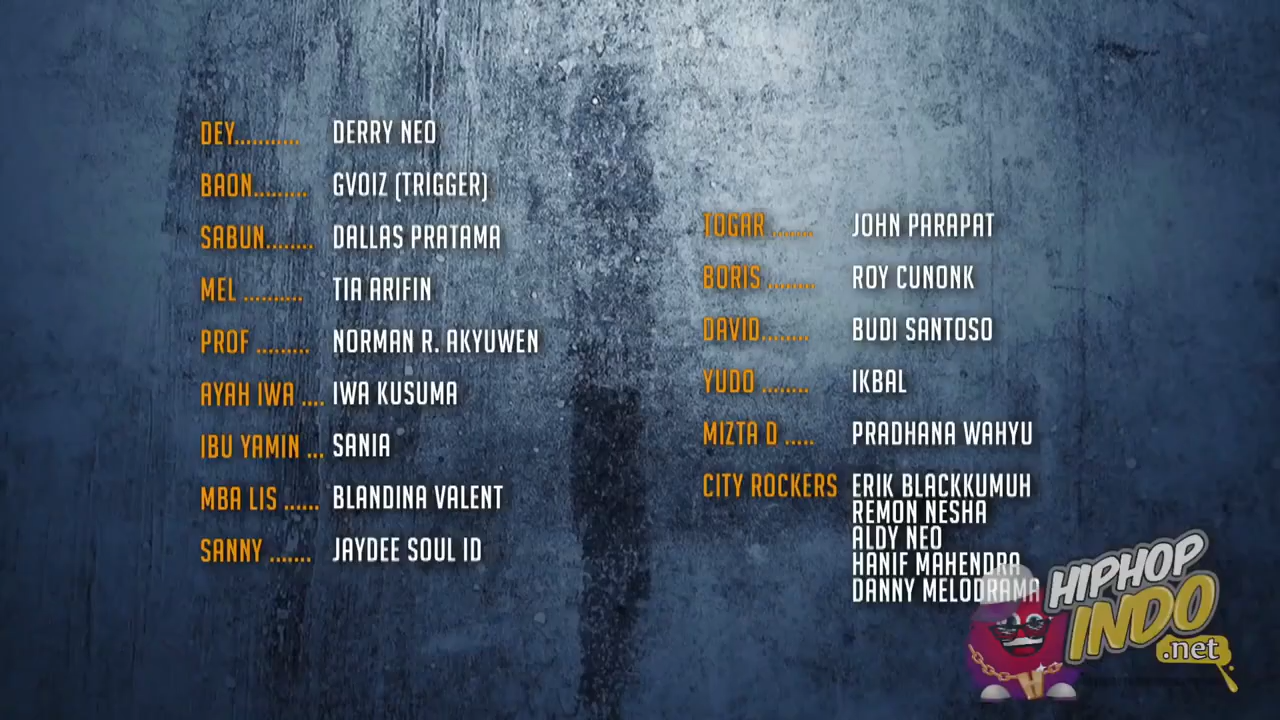 DEY........... DERRY NEO
BAON......... GVOIZ (TRIGGER)
SABUN........ DALLAS PRATAMA
MEL .......... TIA ARIFIN
PROF ......... NORMAN R. AKYUWEN
AYAH IWA .... IWA KUSUMA
IBU YAMIN ... SANIA
MBA LIS ...... BLANDINA VALENT
SANNY ....... JAYDEE SOUL ID
TOGAR ....... JOHN PARAPAT
BORIS ........ ROY CUNONK
DAVID........ BUDI SANTOSO
YUDO ........ IKBAL
MIZTA D ..... PRADHANA WAHYU
CITY ROCKERS ERIK BLACKKUMUH
REMON NESHA
ALDY NEO
HANIF MAHENDRA
DANNY MELODRAMA
HIPHOP
INDO
.net